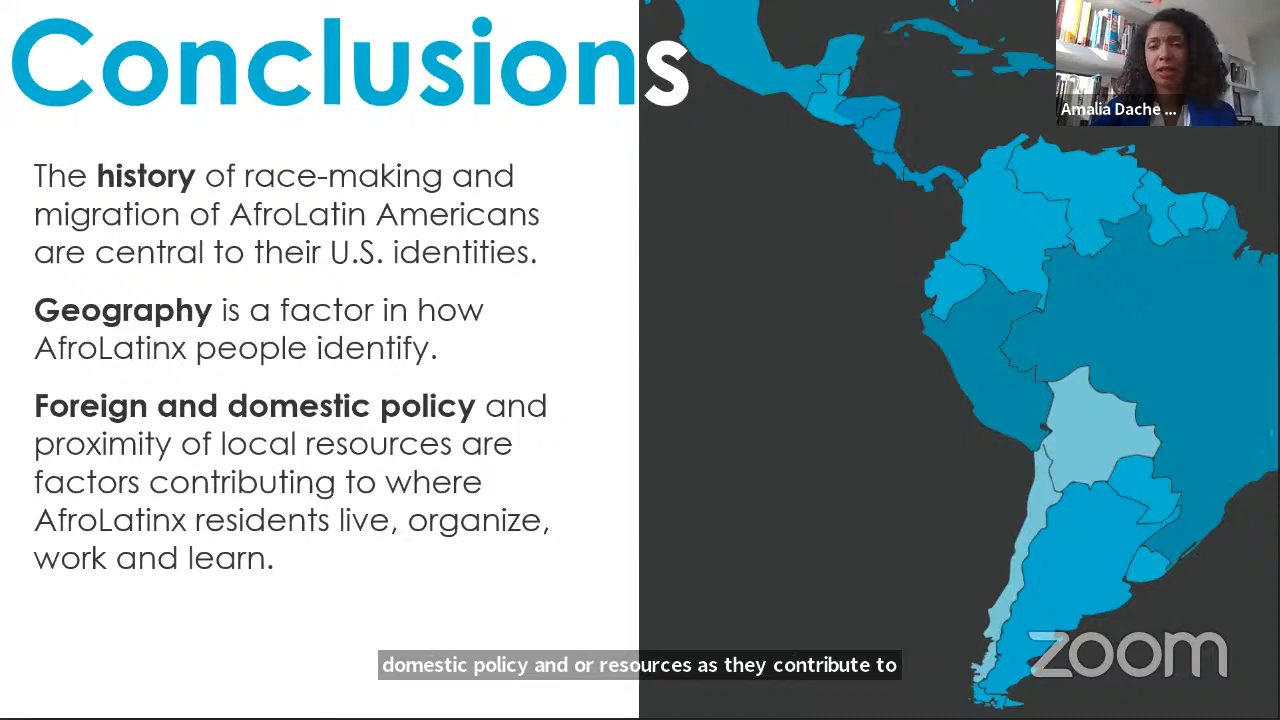 Conclusions
Amalia Dache ...
The history of race-making and
migration of AfroLatin Americans
are central to their U.S. identities.
Geography is a factor in how
AfroLatinx people identify.
Foreign and domestic policy and
proximity of local resources are
factors contributing to where
AfroLatinx residents live, organize,
work and learn.
domestic policy and or resources as they contribute to
zoom